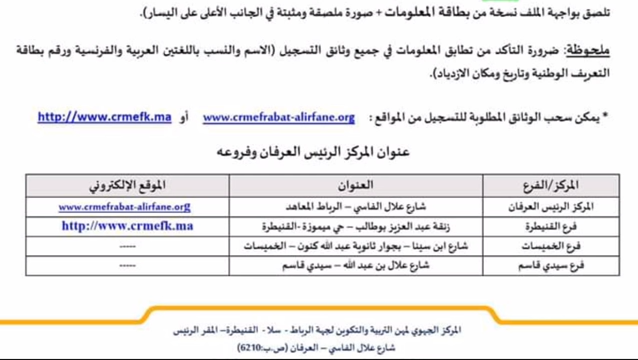 تلصق بواجهة الملف نسخة من بطاقة المعلومات + صورة ملصقة ومثبتة في الجانب الأعلى على اليسار).
ملحوظة: ضرورة التأكد من تطابق المعلومات في جميع وثائق التسجيل (الاسم والنسب باللغتين العربية والفرنسية ورقم بطاقة
التعريف الوطنية وتاريخ ومكان الازدياد).
* يمكن سحب الوثائق المطلوبة للتسجيل من المواقع : www.crmefrabat-alirfane.org أو http://www.crmefk.ma
عنوان المركز الرئيس العرفان وفروعه
المركز/الفرع العنوان الموقع الإلكتروني
المركز الرئيس العرفان شارع علال الفاسي – الرباط المعاهد www.crmefrabat-alirfane.org
فرع القنيطرة زنقة عبد العزيز بوطالب – حي ميموزة -القنيطرة http://www.crmefk.ma
فرع الخميسات شارع ابن سينا – بجوار ثانوية عبد الله كنون – الخميسات -----
فرع سيدي قاسم شارع علال بن عبد الله – سيدي قاسم -----
المركز الجهوي لمهن التربية والتكوين لجهة الرباط - سلا - القنيطرة– المقر الرئيس
شارع علال الفاسي – العرفان (ص.ب:6210)